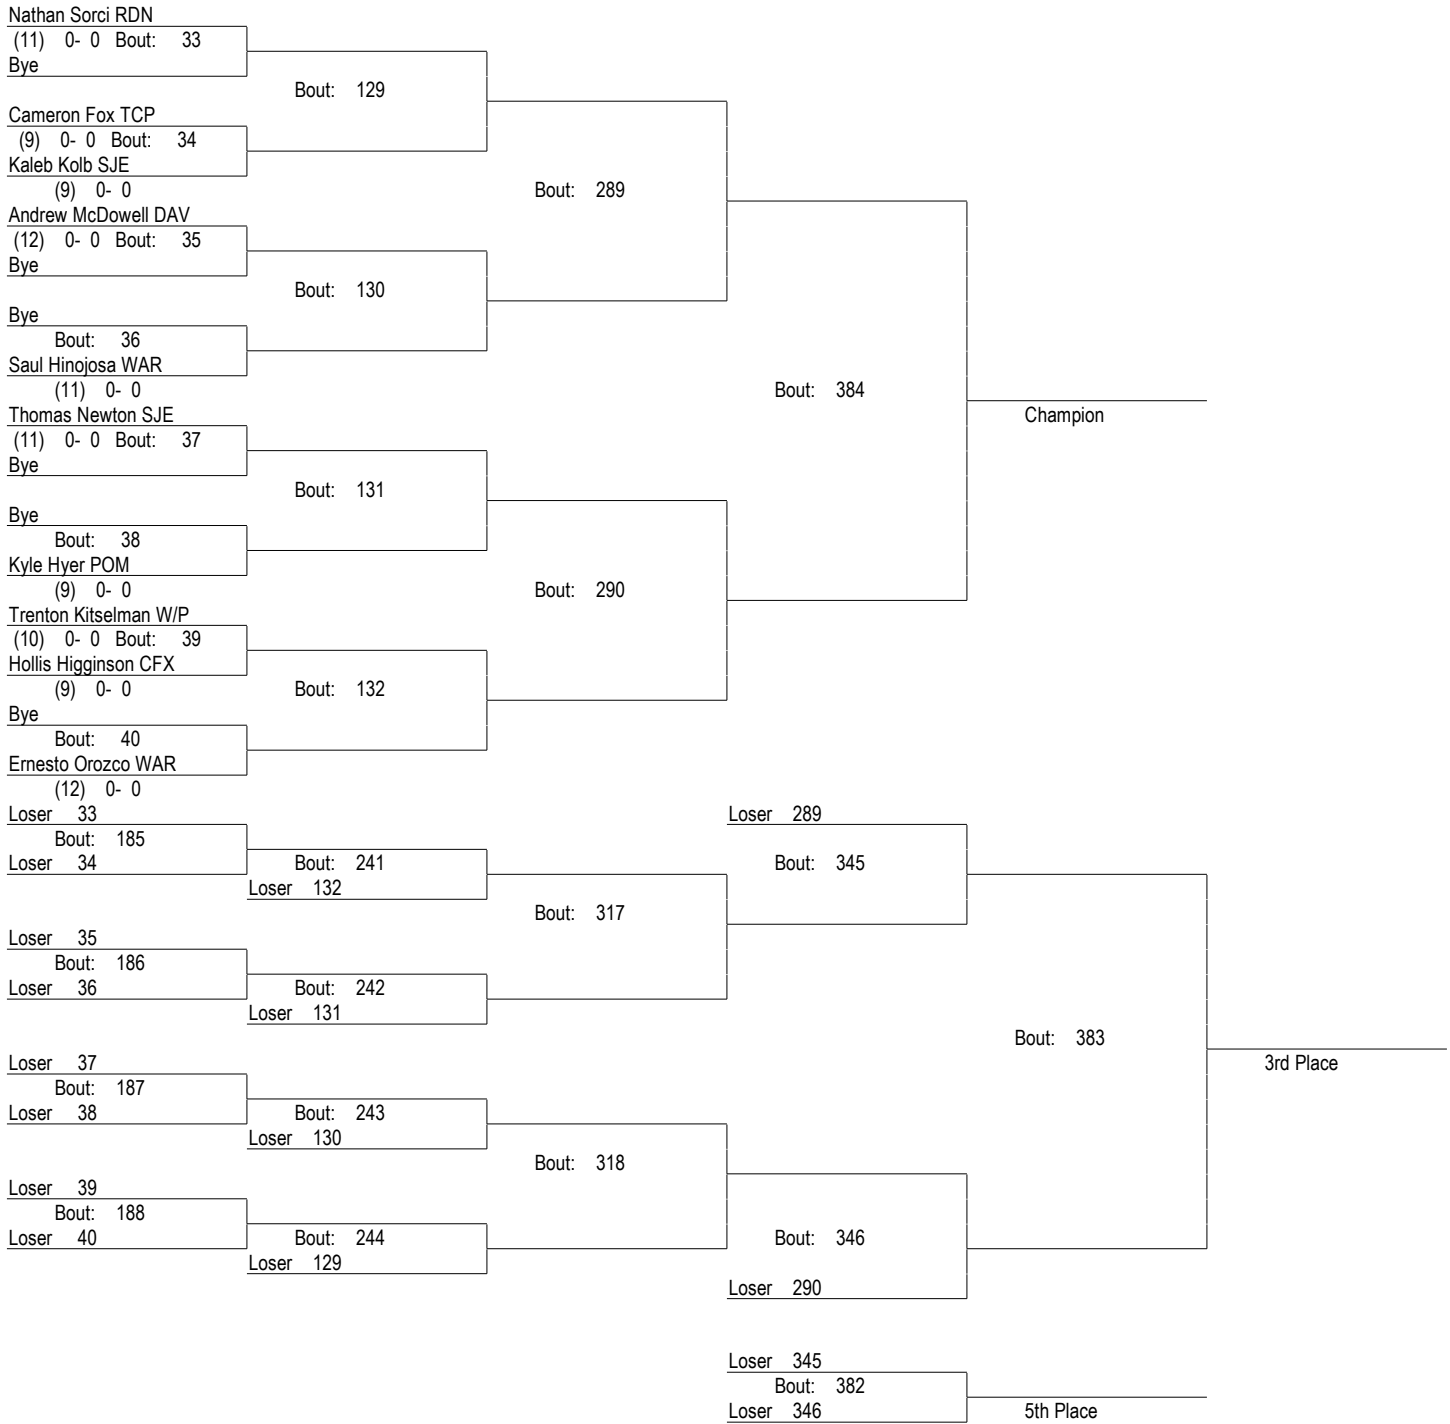 Nathan Sorci RDN
(11) 0- 0 Bout: 33
Bye
Bout: 129
Cameron Fox TCP
(9) 0- 0 Bout: 34
Kaleb Kolb SJE
(9) 0- 0
Bout: 289
Andrew McDowell DAV
(12) 0- 0 Bout: 35
Bye
Bout: 130
Bye
Bout: 36
Saul Hinojosa WAR
(11) 0- 0
Bout: 384
Thomas Newton SJE
Champion
(11) 0- 0 Bout: 37
Bye
Bout: 131
Bye
Bout: 38
Kyle Hyer POM
(9) 0- 0
Bout: 290
Trenton Kitselman W/P
(10) 0- 0 Bout: 39
Hollis Higginson CFX
(9) 0- 0
Bout: 132
Bye
Bout: 40
Ernesto Orozco WAR
(12) 0- 0
Loser 33
Loser 289
Bout: 185
Loser 34
Bout: 241
Bout: 345
Loser 132
Bout: 317
Loser 35
Bout: 186
Loser 36
Bout: 242
Loser 131
Bout: 383
Loser 37
3rd Place
Bout: 187
Loser 38
Bout: 243
Loser 130
Bout: 318
Loser 39
Bout: 188
Loser 40
Bout: 244
Bout: 346
Loser 129
Loser 290
Loser 345
Bout: 382
Loser 346
5th Place